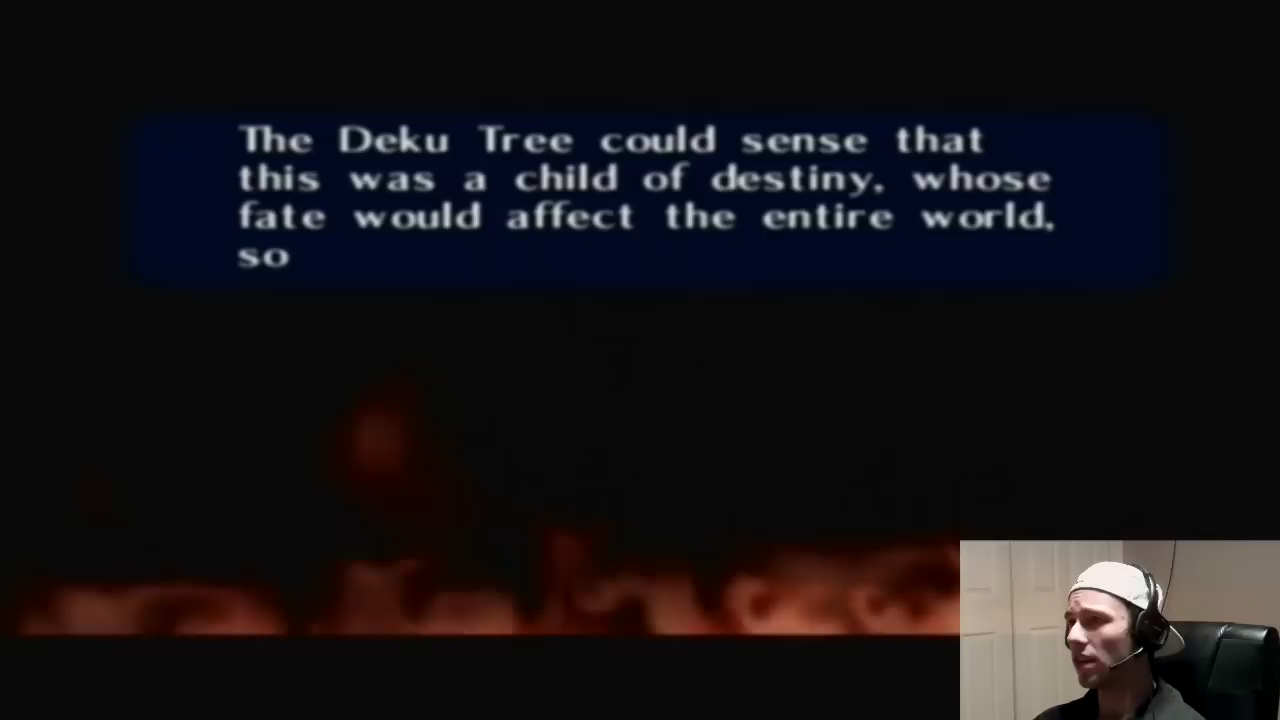 The Deku Tree could sense that
this was a child of destiny, whose
fate would affect the entire world,
so